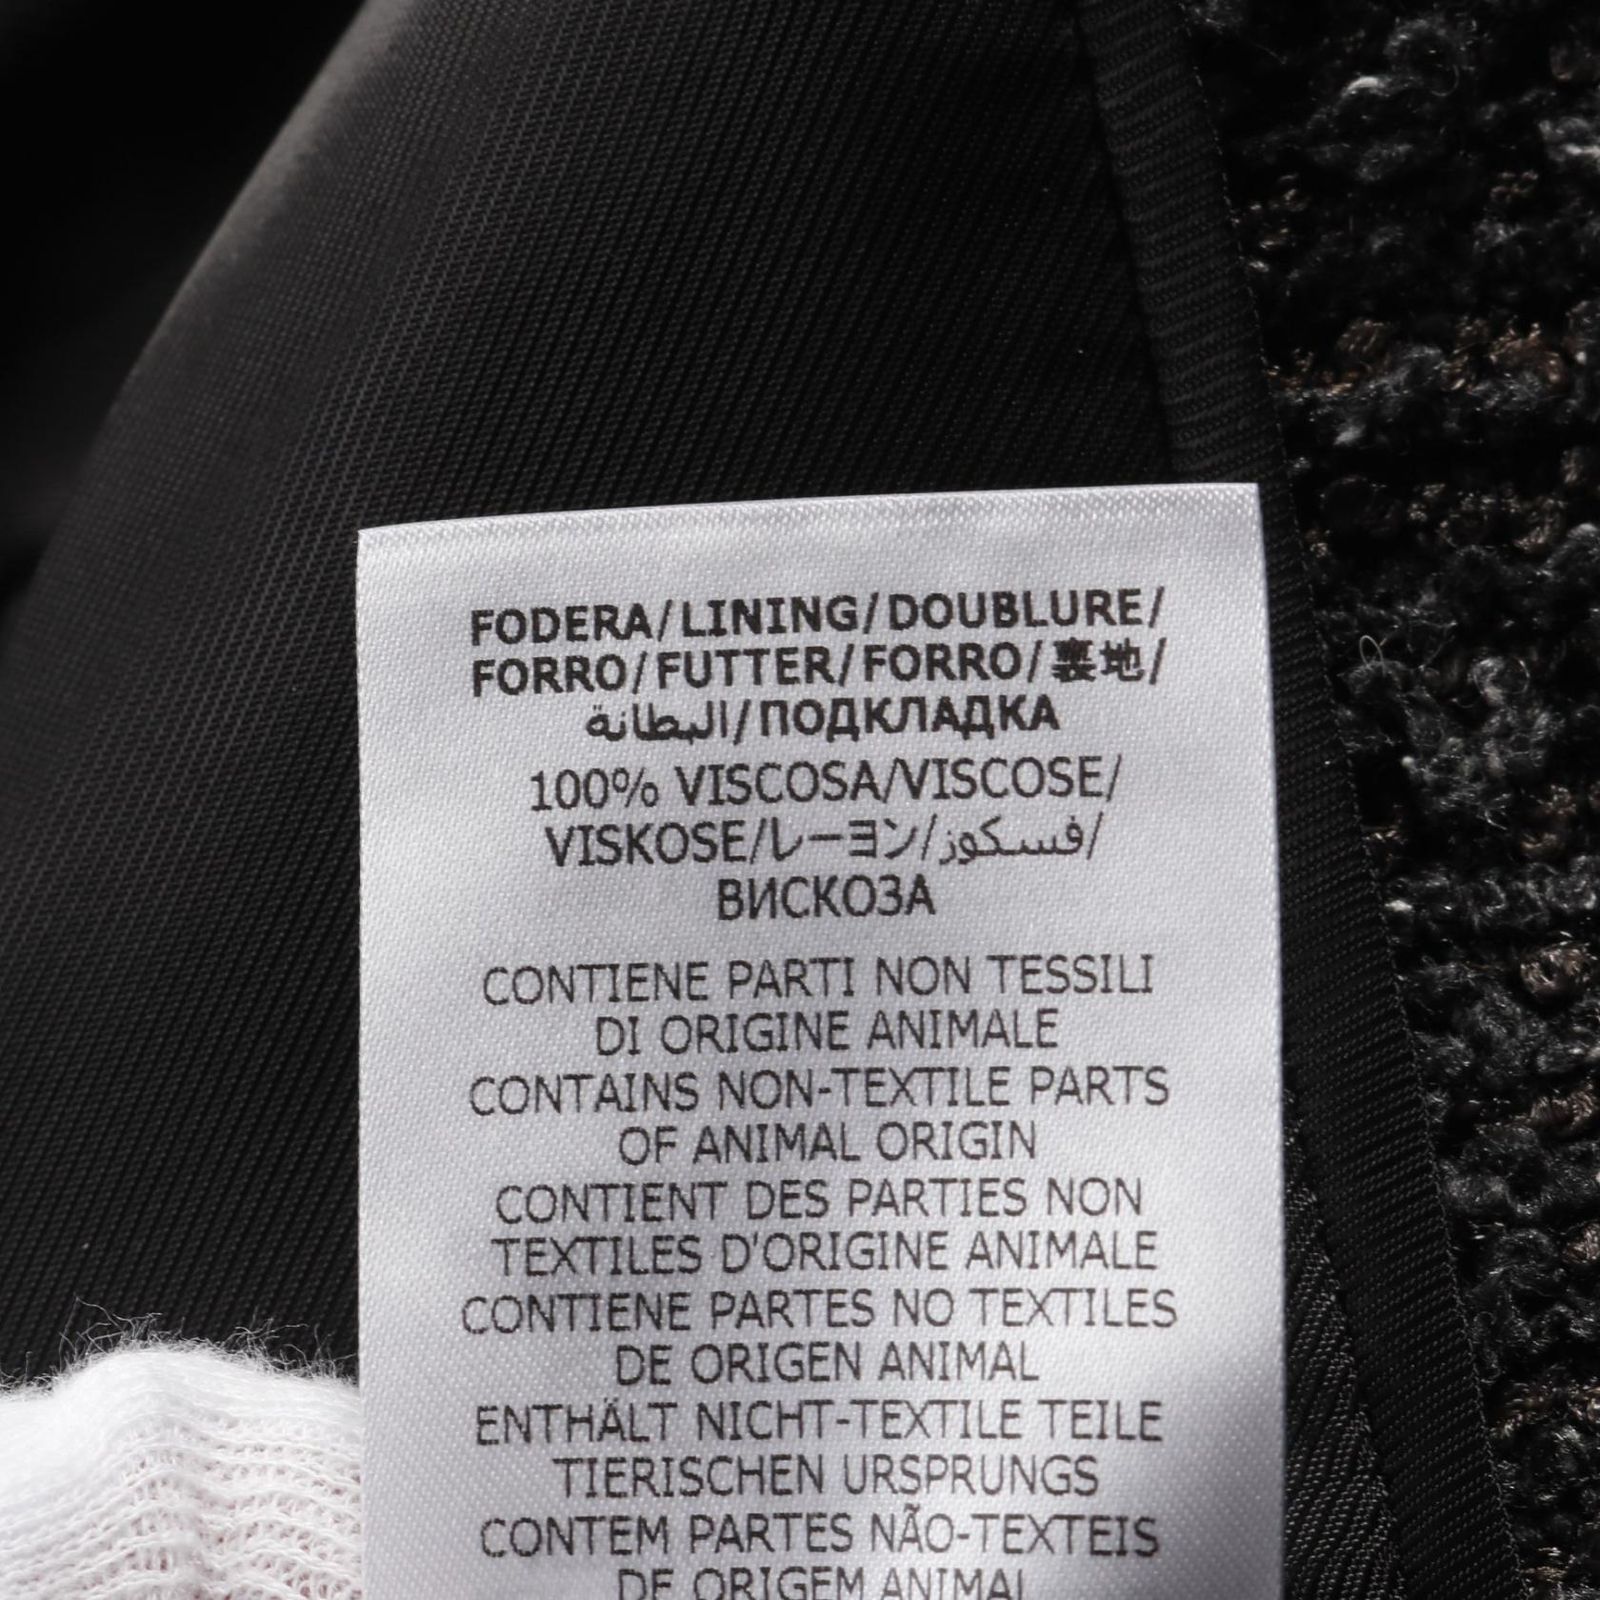 FODERA/LINING/DOUBLURE/
FORRO/FUTTER/FORRO/裏地/
البطانة/ПОДКЛАДКА
100% VISCOSA/VISCOSE/
VISKOSE/レーヨン/فسكوز/
ВИСКОЗА
CONTIENE PARTI NON TESSILI
DI ORIGINE ANIMALE
CONTAINS NON-TEXTILE PARTS
OF ANIMAL ORIGIN
CONTIENT DES PARTIES NON
TEXTILES D'ORIGINE ANIMALE
CONTIENE PARTES NO TEXTILES
DE ORIGEN ANIMAL
ENTHÄLT NICHT-TEXTILE TEILE
TIERISCHEN URSPRUNGS
CONTEM PARTES NÃO-TEXTEIS
DE ORIGEM ANIMAL